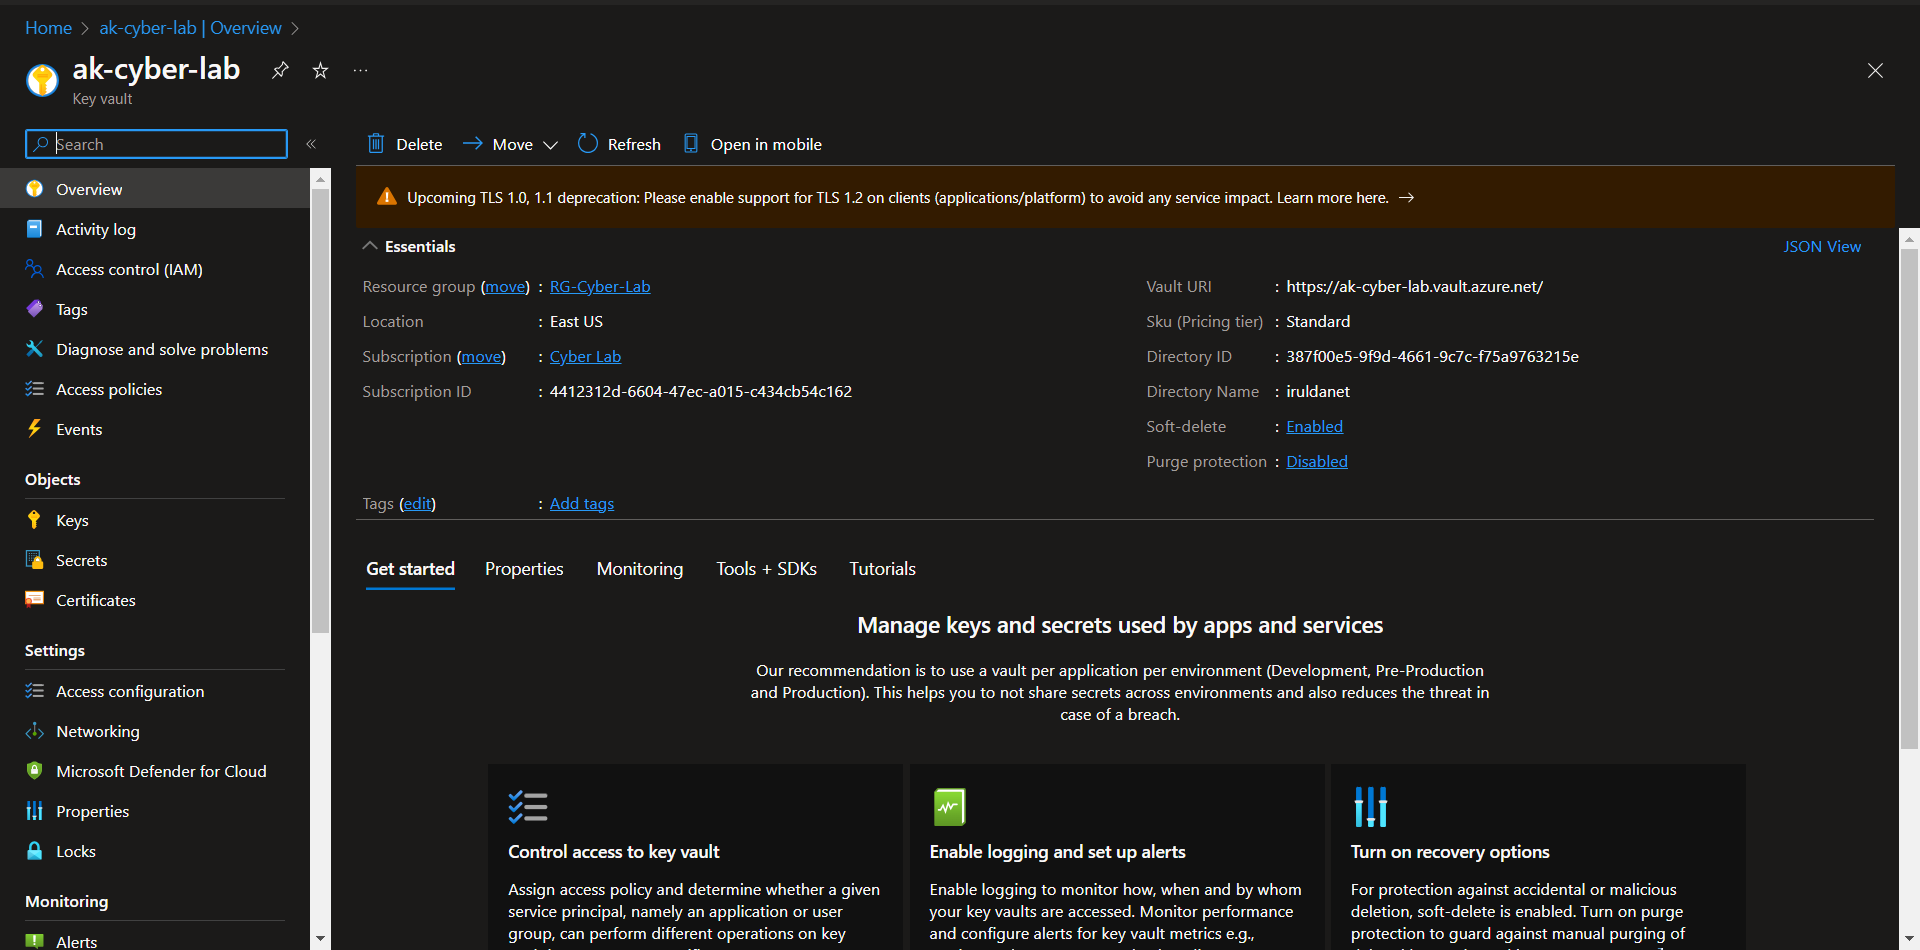 Home > ak-cyber-lab | Overview >
ak-cyber-lab
Key vault
Search
Overview
Activity log
Access control (IAM)
Tags
Diagnose and solve problems
Access policies
Events
Objects
Keys
Secrets
Certificates
Settings
Access configuration
Networking
Microsoft Defender for Cloud
Properties
Locks
Monitoring
Alerts
Delete Move Refresh Open in mobile
Upcoming TLS 1.0, 1.1 deprecation: Please enable support for TLS 1.2 on clients (applications/platform) to avoid any service impact. Learn more here. →
Essentials
JSON View
Resource group (move) : RG-Cyber-Lab
Location : East US
Subscription (move) : Cyber Lab
Subscription ID : 4412312d-6604-47ec-a015-c434cb54c162
Vault URI : https://ak-cyber-lab.vault.azure.net/
Sku (Pricing tier) : Standard
Directory ID : 387f00e5-9f9d-4661-9c7c-f75a9763215e
Directory Name : iruldanet
Soft-delete : Enabled
Purge protection : Disabled
Tags (edit) : Add tags
Get started Properties Monitoring Tools + SDKs Tutorials
Manage keys and secrets used by apps and services
Our recommendation is to use a vault per application per environment (Development, Pre-Production
and Production). This helps you to not share secrets across environments and also reduces the threat in
case of a breach.
Control access to key vault
Assign access policy and determine whether a given
service principal, namely an application or user
group, can perform different operations on key
Enable logging and set up alerts
Enable logging to monitor how, when and by whom
your key vaults are accessed. Monitor performance
and configure alerts for key vault metrics e.g.,
Turn on recovery options
For protection against accidental or malicious
deletion, soft-delete is enabled. Turn on purge
protection to guard against manual purging of